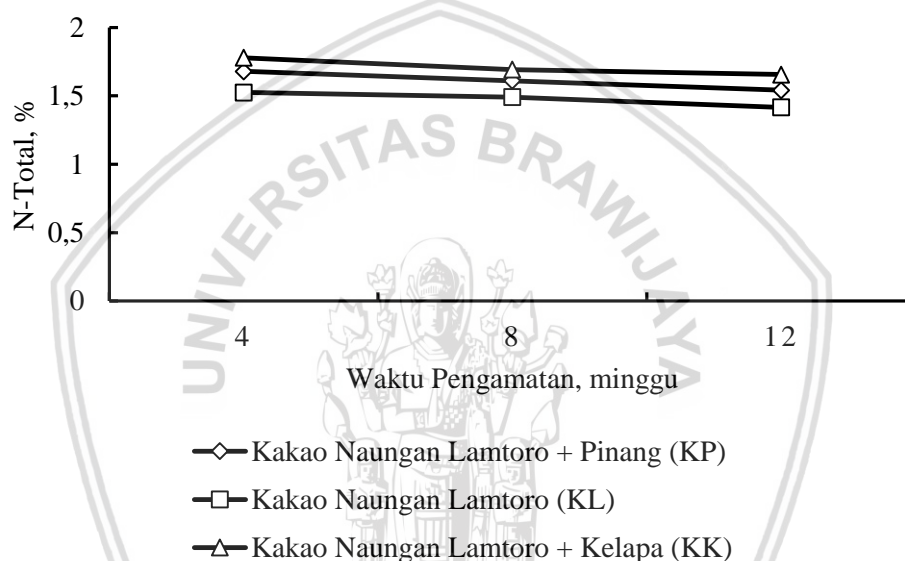 2
1,5
1
0,5
0
N-Total, %
4 8 12
Waktu Pengamatan, minggu
Kakao Naungan Lamtoro + Pinang (KP)
Kakao Naungan Lamtoro (KL)
Kakao Naungan Lamtoro + Kelapa (KK)
UNIVERSITAS BRAWIJAYA